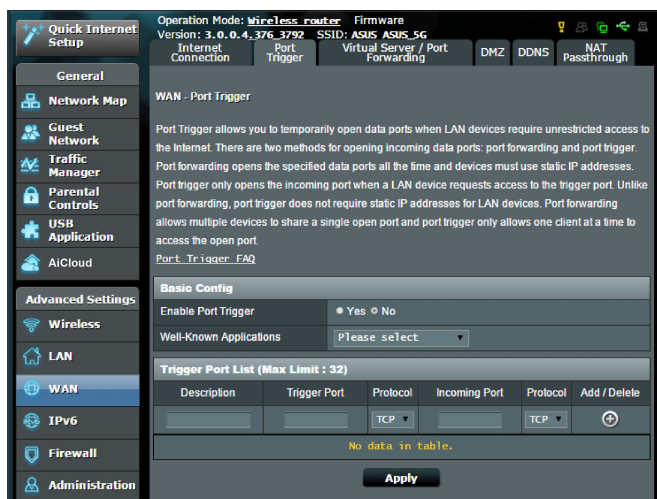 Quick Internet
Setup
General
Network Map
Guest
Network
Traffic
Manager
Parental
Controls
USB
Application
AiCloud
Advanced Settings
Wireless
LAN
WAN
IPv6
Firewall
Administration
Operation Mode: Wireless router Firmware
Version: 3.0.0.4.376_3792 SSID: ASUS ASUS_5G
Internet
Connection
Port
Trigger
Virtual Server / Port
Forwarding
DMZ
DDNS
NAT
Passthrough
WAN - Port Trigger
Port Trigger allows you to temporarily open data ports when LAN devices require unrestricted access to
the Internet. There are two methods for opening incoming data ports: port forwarding and port trigger.
Port forwarding opens the specified data ports all the time and devices must use static IP addresses.
Port trigger only opens the incoming port when a LAN device requests access to the trigger port. Unlike
port forwarding, port trigger does not require static IP addresses for LAN devices. Port forwarding
allows multiple devices to share a single open port and port trigger only allows one client at a time to
access the open port.
Port Trigger FAQ
Basic Config
Enable Port Trigger Yes No
Well-Known Applications Please select
Trigger Port List (Max Limit : 32)
Description Trigger Port Protocol Incoming Port Protocol Add / Delete
TCP TCP
No data in table.
Apply